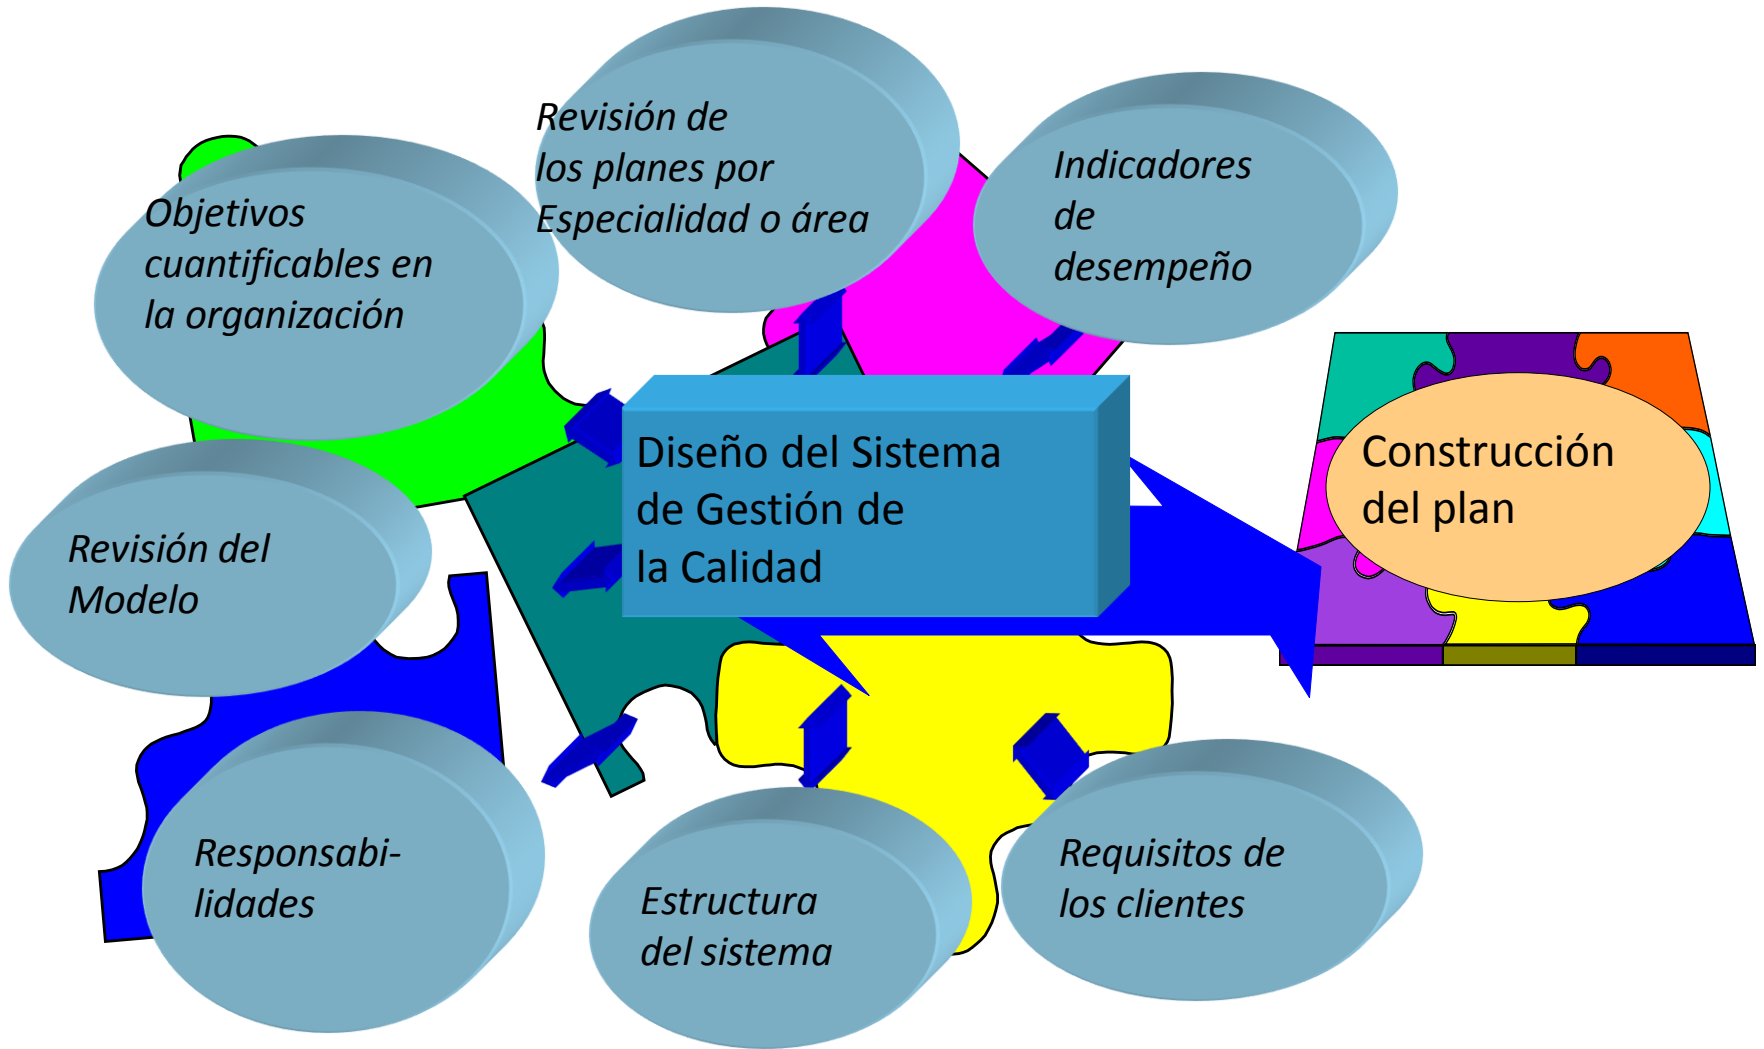 Revisión de
los planes por
Especialidad o área
Indicadores
de
desempeño
Objetivos
cuantificables en
la organización
Diseño del Sistema
de Gestión de
la Calidad
Construcción
del plan
Revisión del
Modelo
Responsabi-
lidades
Estructura
del sistema
Requisitos de
los clientes